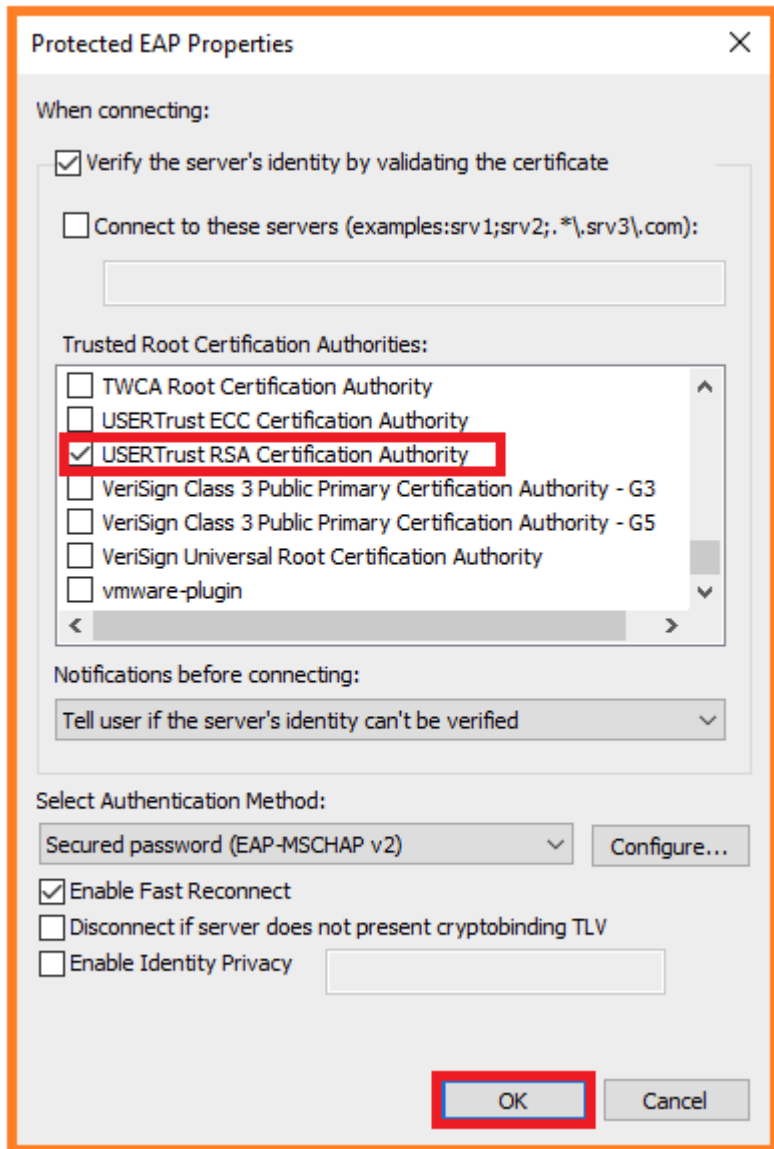 Protected EAP Properties
When connecting:
Verify the server's identity by validating the certificate
Connect to these servers (examples:srv1;srv2;.*\.srv3\.com):
Trusted Root Certification Authorities:
TWCA Root Certification Authority
USERTrust ECC Certification Authority
USERTrust RSA Certification Authority
VeriSign Class 3 Public Primary Certification Authority - G3
VeriSign Class 3 Public Primary Certification Authority - G5
VeriSign Universal Root Certification Authority
vmware-plugin
Notifications before connecting:
Tell user if the server's identity can't be verified
Select Authentication Method:
Secured password (EAP-MSCHAP v2)
Configure...
Enable Fast Reconnect
Disconnect if server does not present cryptobinding TLV
Enable Identity Privacy
OK
Cancel